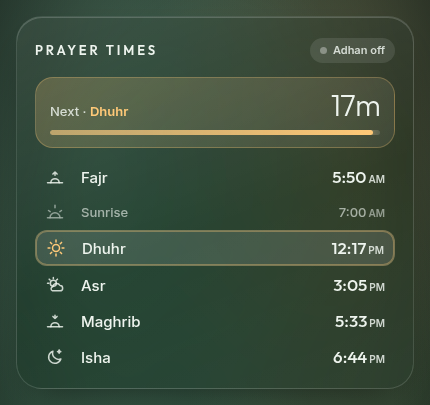 PRAYER TIMES
Adhan off
Next · Dhuhr
17m
Fajr 5:50 AM
Sunrise 7:00 AM
Dhuhr 12:17 PM
Asr 3:05 PM
Maghrib 5:33 PM
Isha 6:44 PM